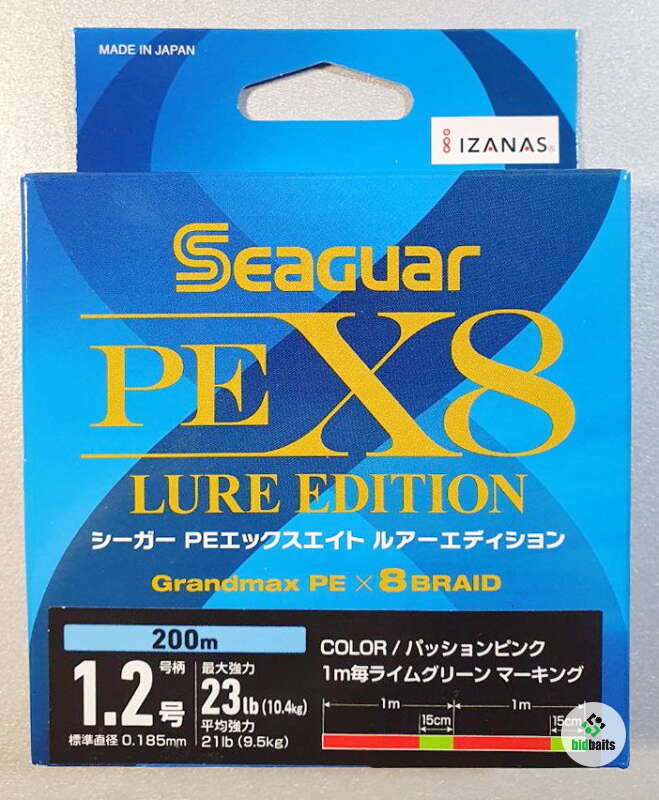 MADE IN JAPAN
IZANAS®
Seaguar
PEX8
LURE EDITION
シーガー PEエックスエイト ルアーエディション
Grandmax PE × 8 BRAID
200m
1.2号
号柄
標準直径 0.185mm
最大強力
23lb (10.4kg)
平均強力
21lb (9.5kg)
COLOR / パッションピンク
1m毎ライムグリーン マーキング
1m 1m
15cm 15cm
bidbaits